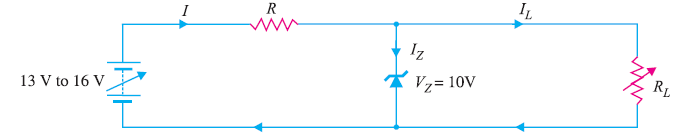 I
R
I_L
I_Z
13 V to 16 V
V_Z = 10V
R_L